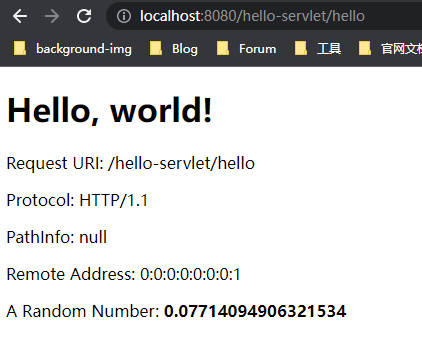 localhost:8080/hello-servlet/hello
background-img Blog Forum 工具 官网文档
Hello, world!
Request URI: /hello-servlet/hello
Protocol: HTTP/1.1
PathInfo: null
Remote Address: 0:0:0:0:0:0:0:1
A Random Number: 0.07714094906321534